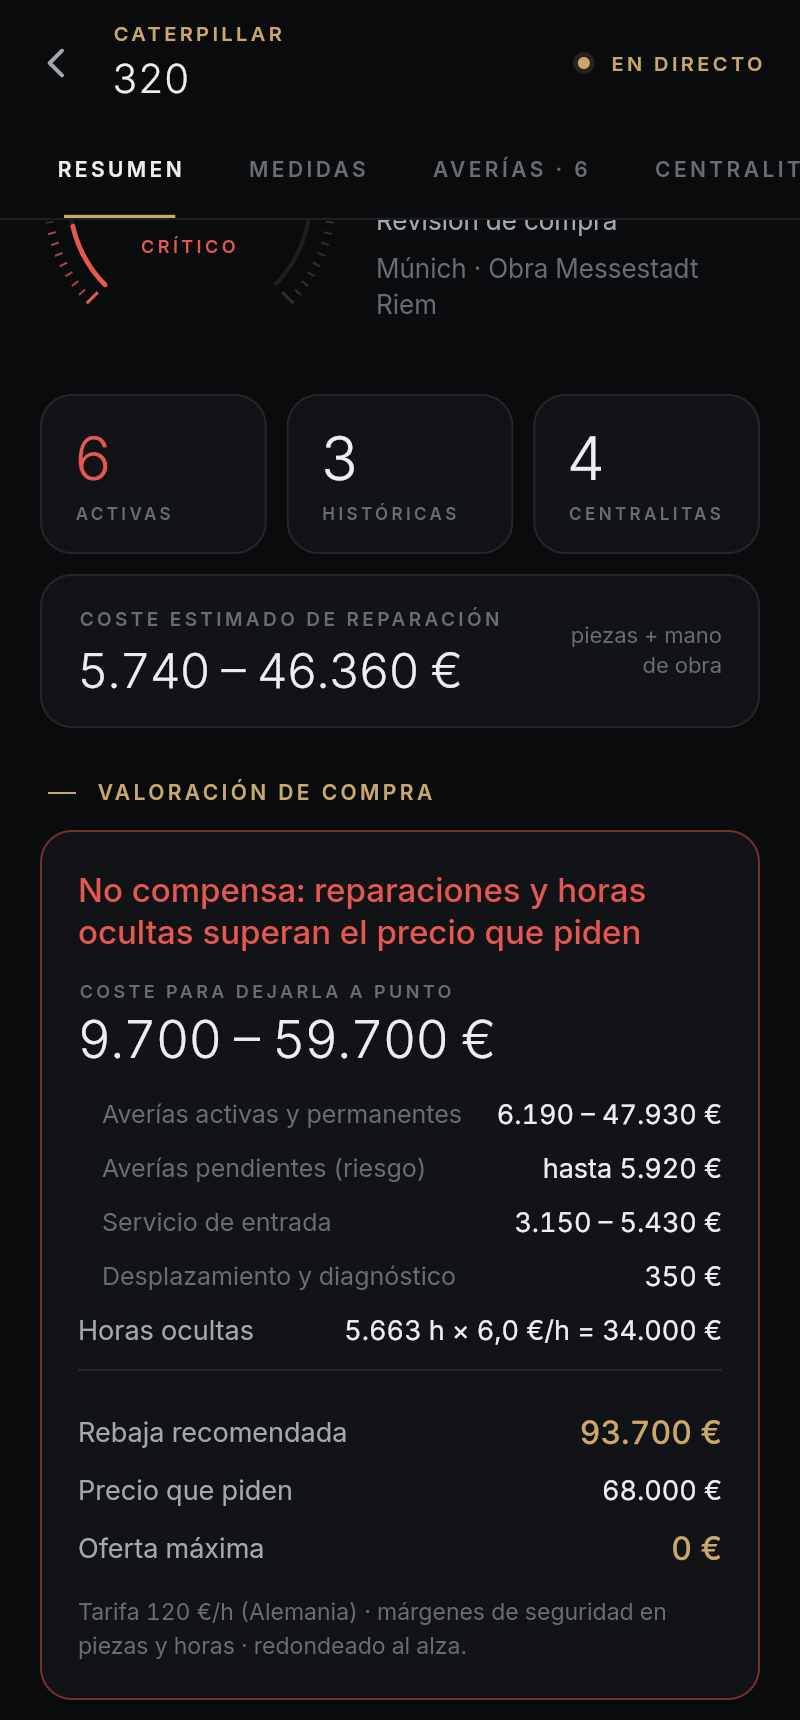 CATERPILLAR
320
EN DIRECTO
RESUMEN
MEDIDAS
AVERÍAS · 6
CENTRALIT
CRÍTICO
Revisión de compra
Múnich · Obra Messestadt
Riem
6
ACTIVAS
3
HISTÓRICAS
4
CENTRALITAS
COSTE ESTIMADO DE REPARACIÓN
5.740 – 46.360 €
piezas + mano
de obra
VALORACIÓN DE COMPRA
No compensa: reparaciones y horas
ocultas superan el precio que piden
COSTE PARA DEJARLA A PUNTO
9.700 – 59.700 €
Averías activas y permanentes 6.190 – 47.930 €
Averías pendientes (riesgo) hasta 5.920 €
Servicio de entrada 3.150 – 5.430 €
Desplazamiento y diagnóstico 350 €
Horas ocultas 5.663 h × 6,0 €/h = 34.000 €
Rebaja recomendada 93.700 €
Precio que piden 68.000 €
Oferta máxima 0 €
Tarifa 120 €/h (Alemania) · márgenes de seguridad en
piezas y horas · redondeado al alza.